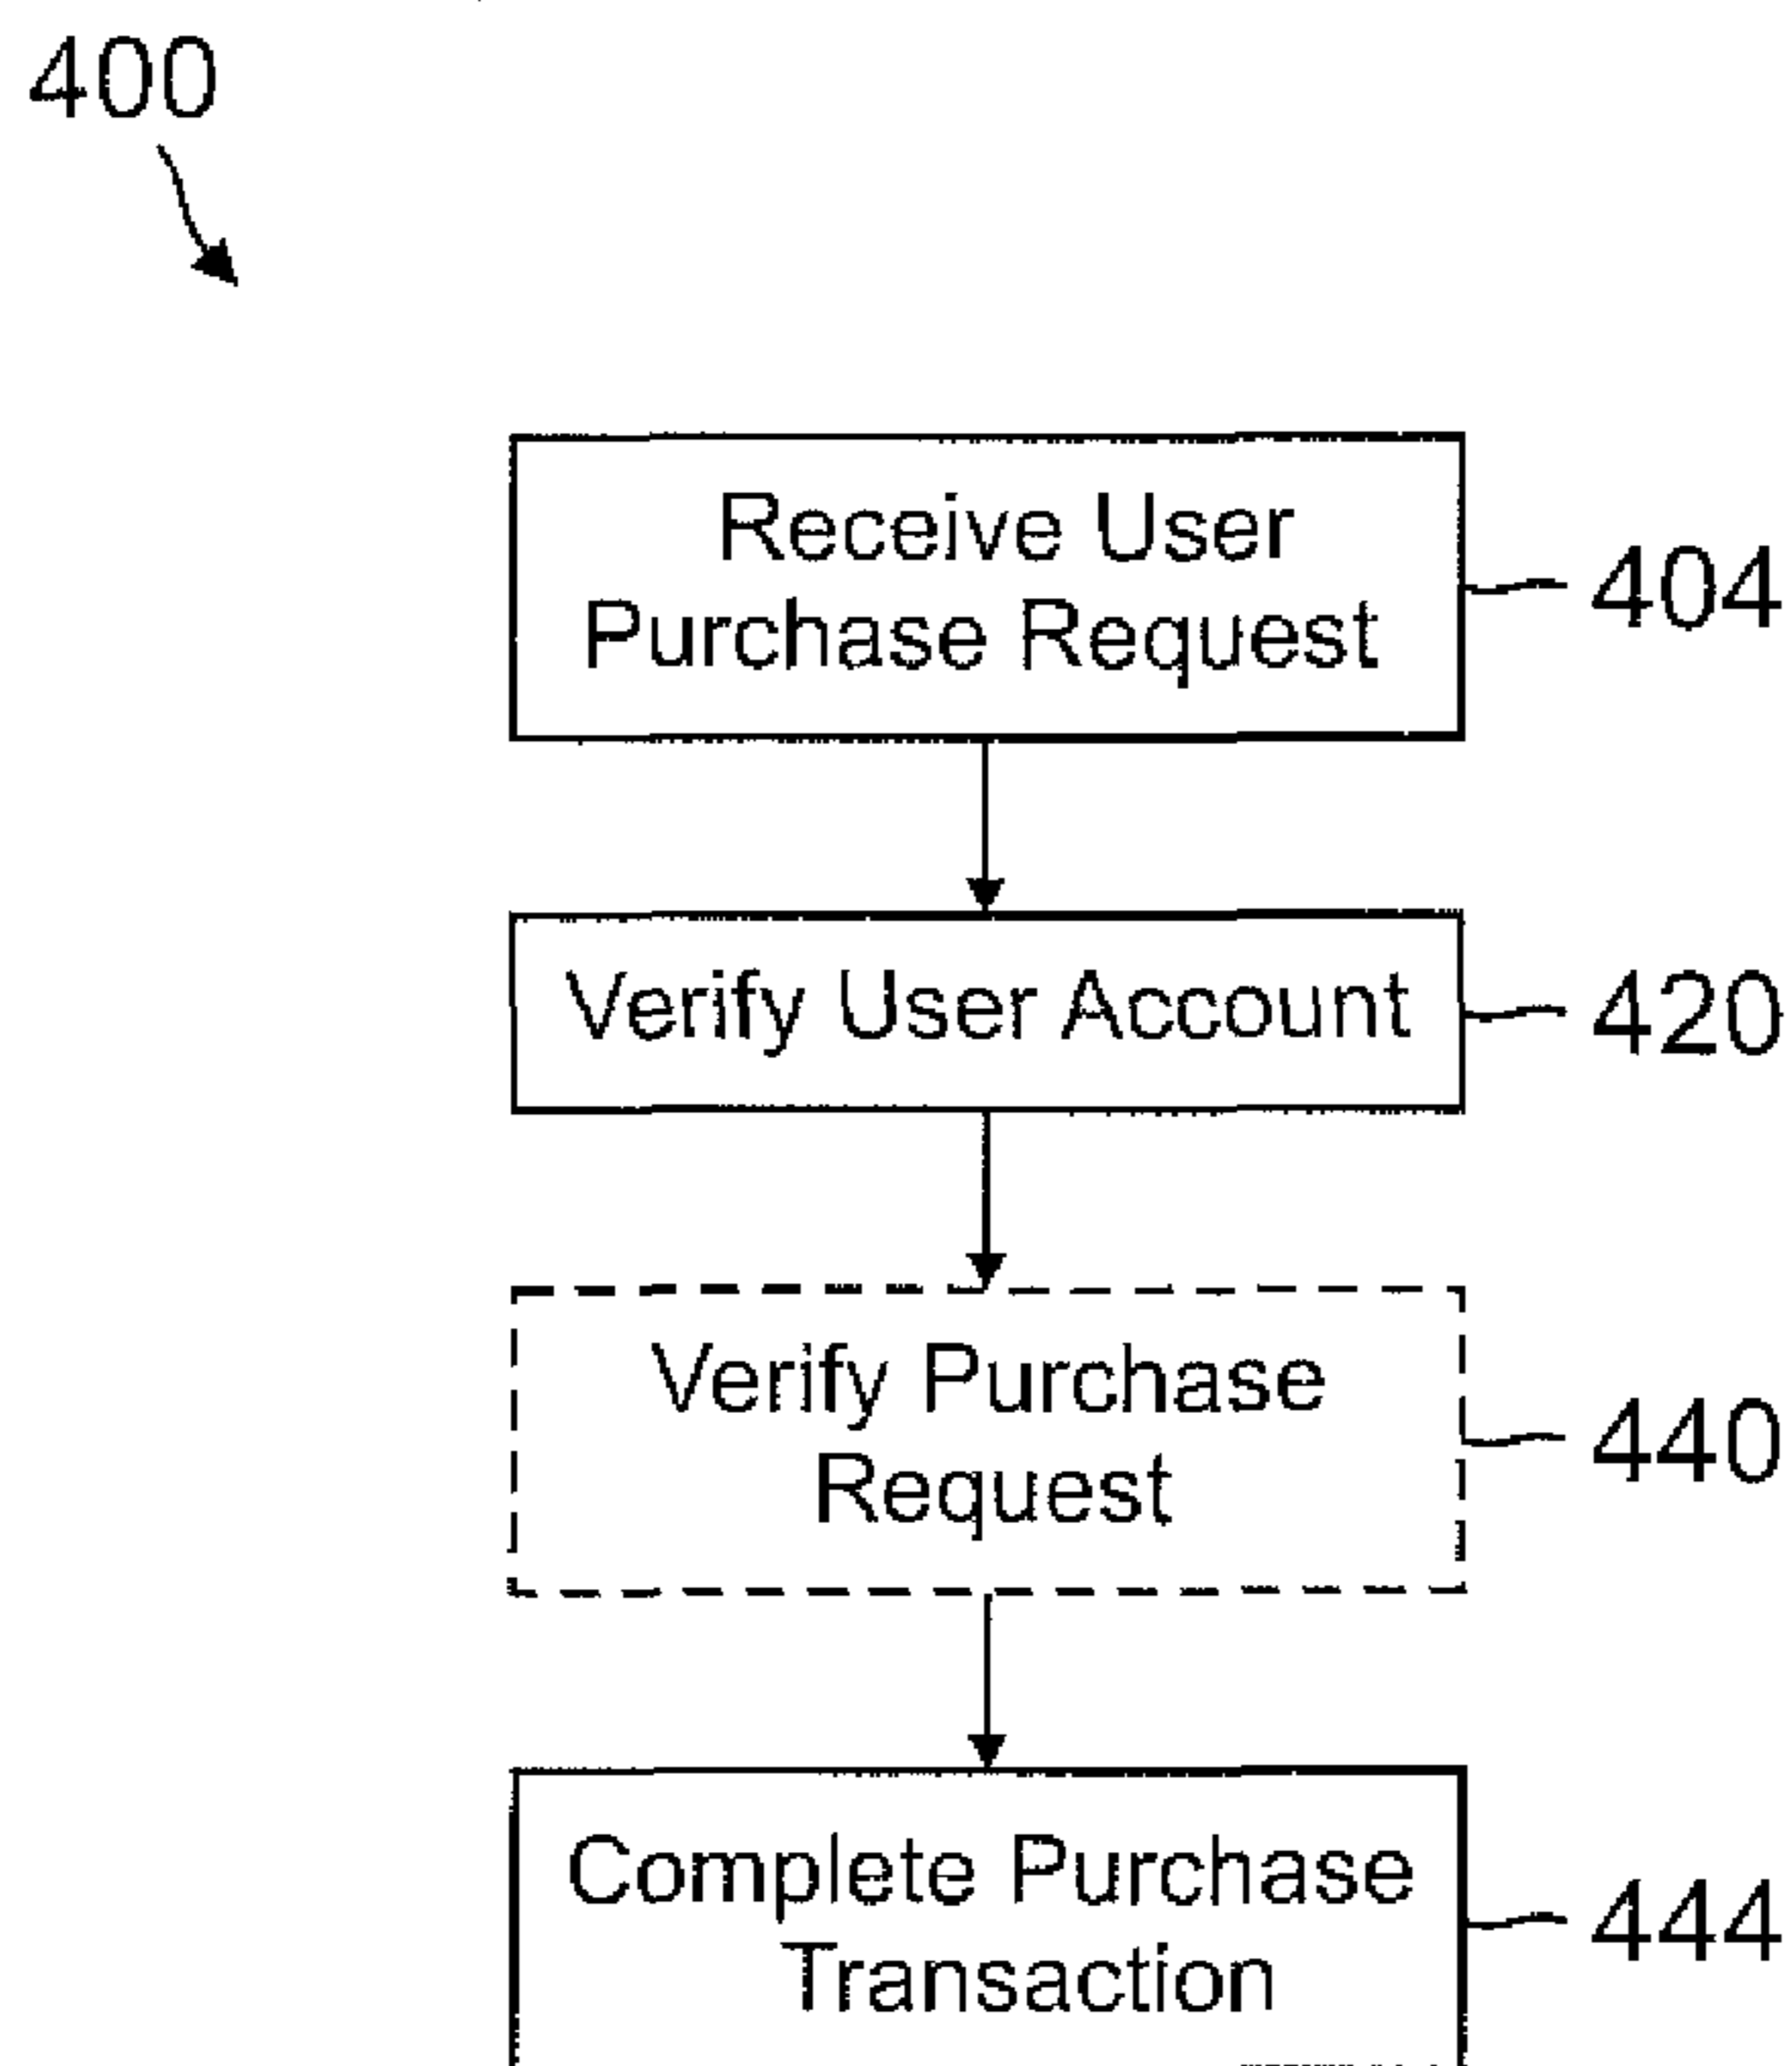 400
Receive User
Purchase Request
404
Verify User Account
420
Verify Purchase
Request
440
Complete Purchase
Transaction
444